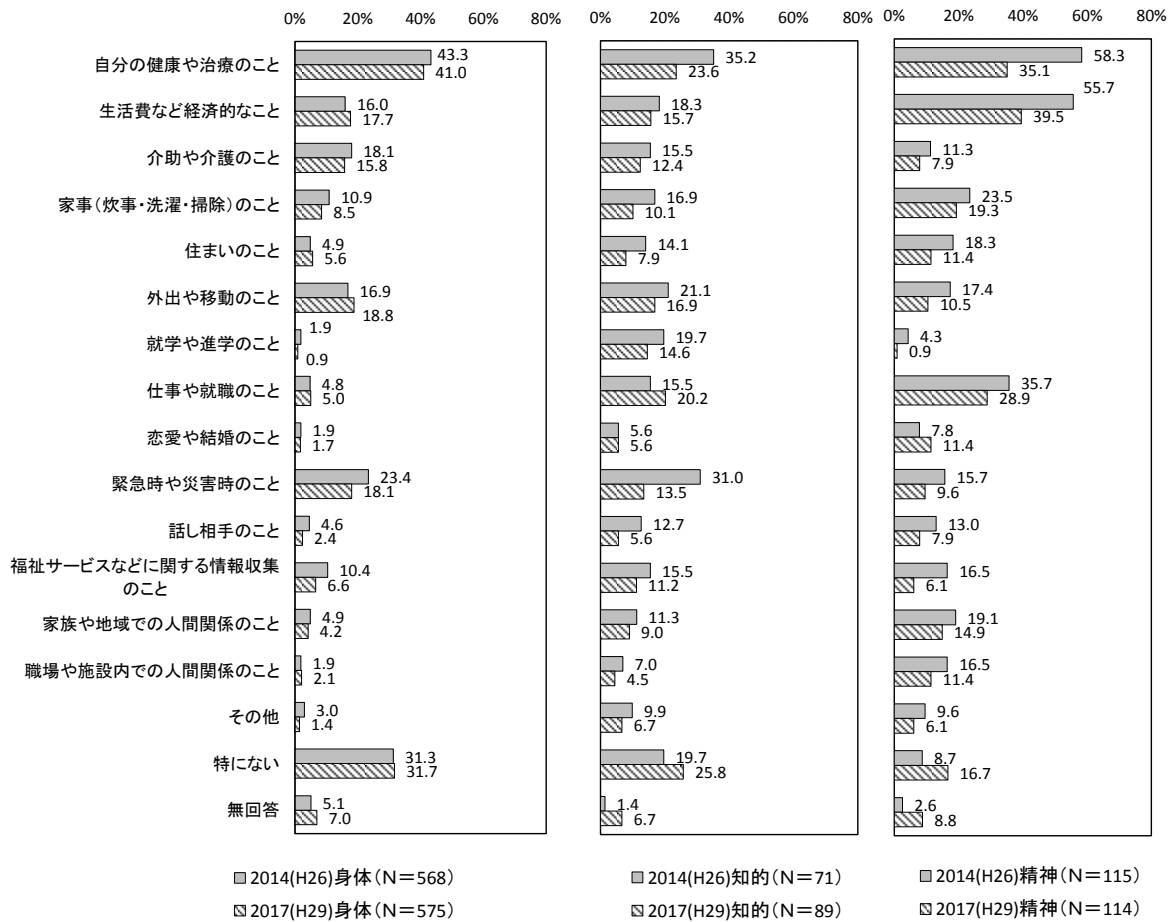 0% 20% 40% 60% 80% 0% 20% 40% 60% 80% 0% 20% 40% 60% 80%
自分の健康や治療のこと 43.3 41.0 35.2 23.6 58.3 35.1
生活費など経済的なこと 16.0 17.7 18.3 15.7 55.7 39.5
介助や介護のこと 18.1 15.8 15.5 12.4 11.3 7.9
家事(炊事・洗濯・掃除)のこと 10.9 8.5 16.9 10.1 23.5 19.3
住まいのこと 4.9 5.6 14.1 7.9 18.3 11.4
外出や移動のこと 16.9 18.8 21.1 16.9 17.4 10.5
就学や進学のこと 1.9 0.9 19.7 14.6 4.3 0.9
仕事や就職のこと 4.8 5.0 15.5 20.2 35.7 28.9
恋愛や結婚のこと 1.9 1.7 5.6 5.6 7.8 11.4
緊急時や災害時のこと 23.4 18.1 31.0 13.5 15.7 9.6
話し相手のこと 4.6 2.4 12.7 5.6 13.0 7.9
福祉サービスなどに関する情報収集
のこと 10.4 6.6 15.5 11.2 16.5 6.1
家族や地域での人間関係のこと 4.9 4.2 11.3 9.0 19.1 14.9
職場や施設内での人間関係のこと 1.9 2.1 7.0 4.5 16.5 11.4
その他 3.0 1.4 9.9 6.7 9.6 6.1
特にない 31.3 31.7 19.7 25.8 8.7 16.7
無回答 5.1 7.0 1.4 6.7 2.6 8.8
2014(H26)身体(N=568) 2014(H26)知的(N=71) 2014(H26)精神(N=115)
2017(H29)身体(N=575) 2017(H29)知的(N=89) 2017(H29)精神(N=114)